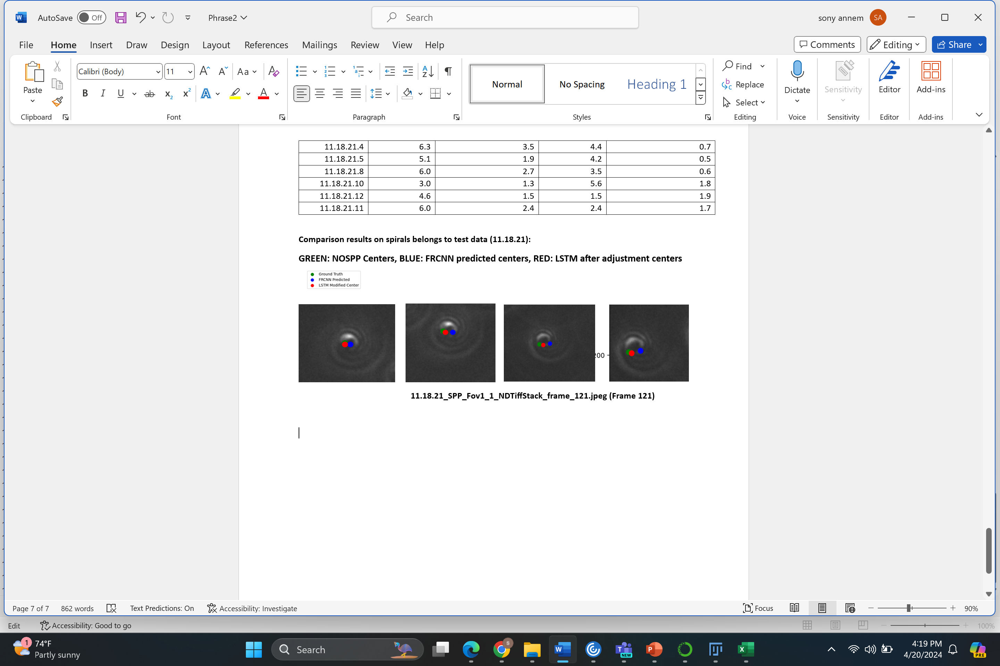 AutoSave Off Phrase2 Search sony annem SA
File Home Insert Draw Design Layout References Mailings Review View Help Comments Editing Share
Paste Calibri (Body) 11 Normal No Spacing Heading 1 Find Replace Select Dictate Sensitivity Editor Add-ins
Clipboard Font Paragraph Styles Editing Voice Sensitivity Editor Add-ins
11.18.21.4 6.3 3.5 4.4 0.7
11.18.21.5 5.1 1.9 4.2 0.5
11.18.21.8 6.0 2.7 3.5 0.6
11.18.21.10 3.0 1.3 5.6 1.8
11.18.21.12 4.6 1.5 1.5 1.9
11.18.21.11 6.0 2.4 2.4 1.7
Comparison results on spirals belongs to test data (11.18.21):
GREEN: NOSPP Centers, BLUE: FRCNN predicted centers, RED: LSTM after adjustment centers
Ground Truth
FRCNN Predicted
LSTM Modified Center
200
11.18.21_SPP_Fov1_1_NDTiffStack_frame_121.jpeg (Frame 121)
Page 7 of 7 862 words Text Predictions: On Accessibility: Investigate Focus 90%
Edit Accessibility: Good to go 100%
1 74°F
Partly sunny
Search
NEW
4:19 PM
4/20/2024
PRE